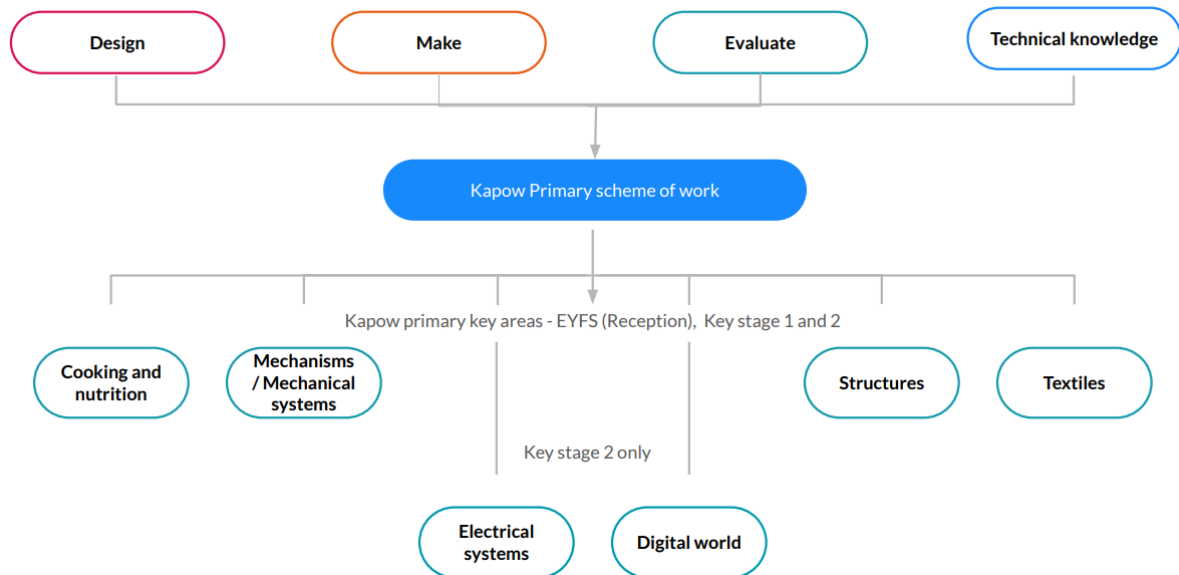 Design
Make
Evaluate
Technical knowledge
Kapow Primary scheme of work
Kapow primary key areas - EYFS (Reception), Key stage 1 and 2
Cooking and
nutrition
Mechanisms
/ Mechanical
systems
Structures
Textiles
Key stage 2 only
Electrical
systems
Digital world